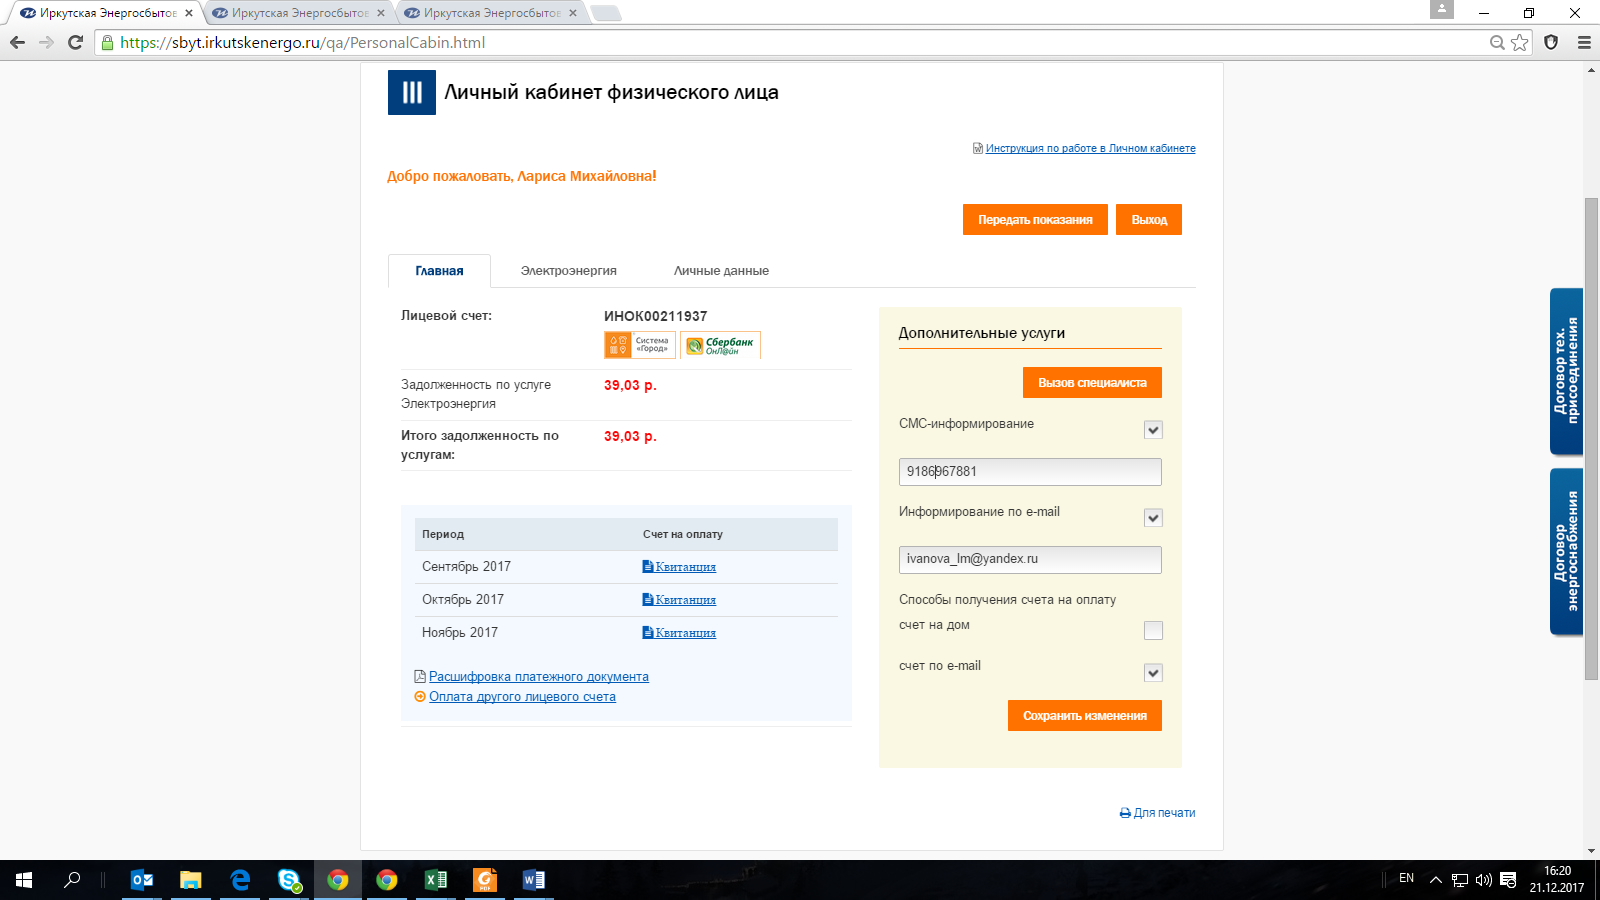 Иркутская Энергосбытов
Иркутская Энергосбытов
Иркутская Энергосбытов
https://sbyt.irkutskenergo.ru/qa/PersonalCabin.html
Личный кабинет физического лица
Инструкция по работе в Личном кабинете
Добро пожаловать, Лариса Михайловна!
Передать показания
Выход
Главная
Электроэнергия
Личные данные
Лицевой счет:
ИНОК00211937
Система
«Город»
Сбербанк
ОнЛ@йн
Задолженность по услуге
Электроэнергия
39,03 р.
Итого задолженность по
услугам:
39,03 р.
Период
Счет на оплату
Сентябрь 2017
Квитанция
Октябрь 2017
Квитанция
Ноябрь 2017
Квитанция
Расшифровка платежного документа
Оплата другого лицевого счета
Дополнительные услуги
Вызов специалиста
СМС-информирование
9186967881
Информирование по e-mail
ivanova_lm@yandex.ru
Способы получения счета на оплату
счет на дом
счет по e-mail
Сохранить изменения
Для печати
Договор тех.
присоединения
Договор
энергоснабжения
EN
16:20
21.12.2017